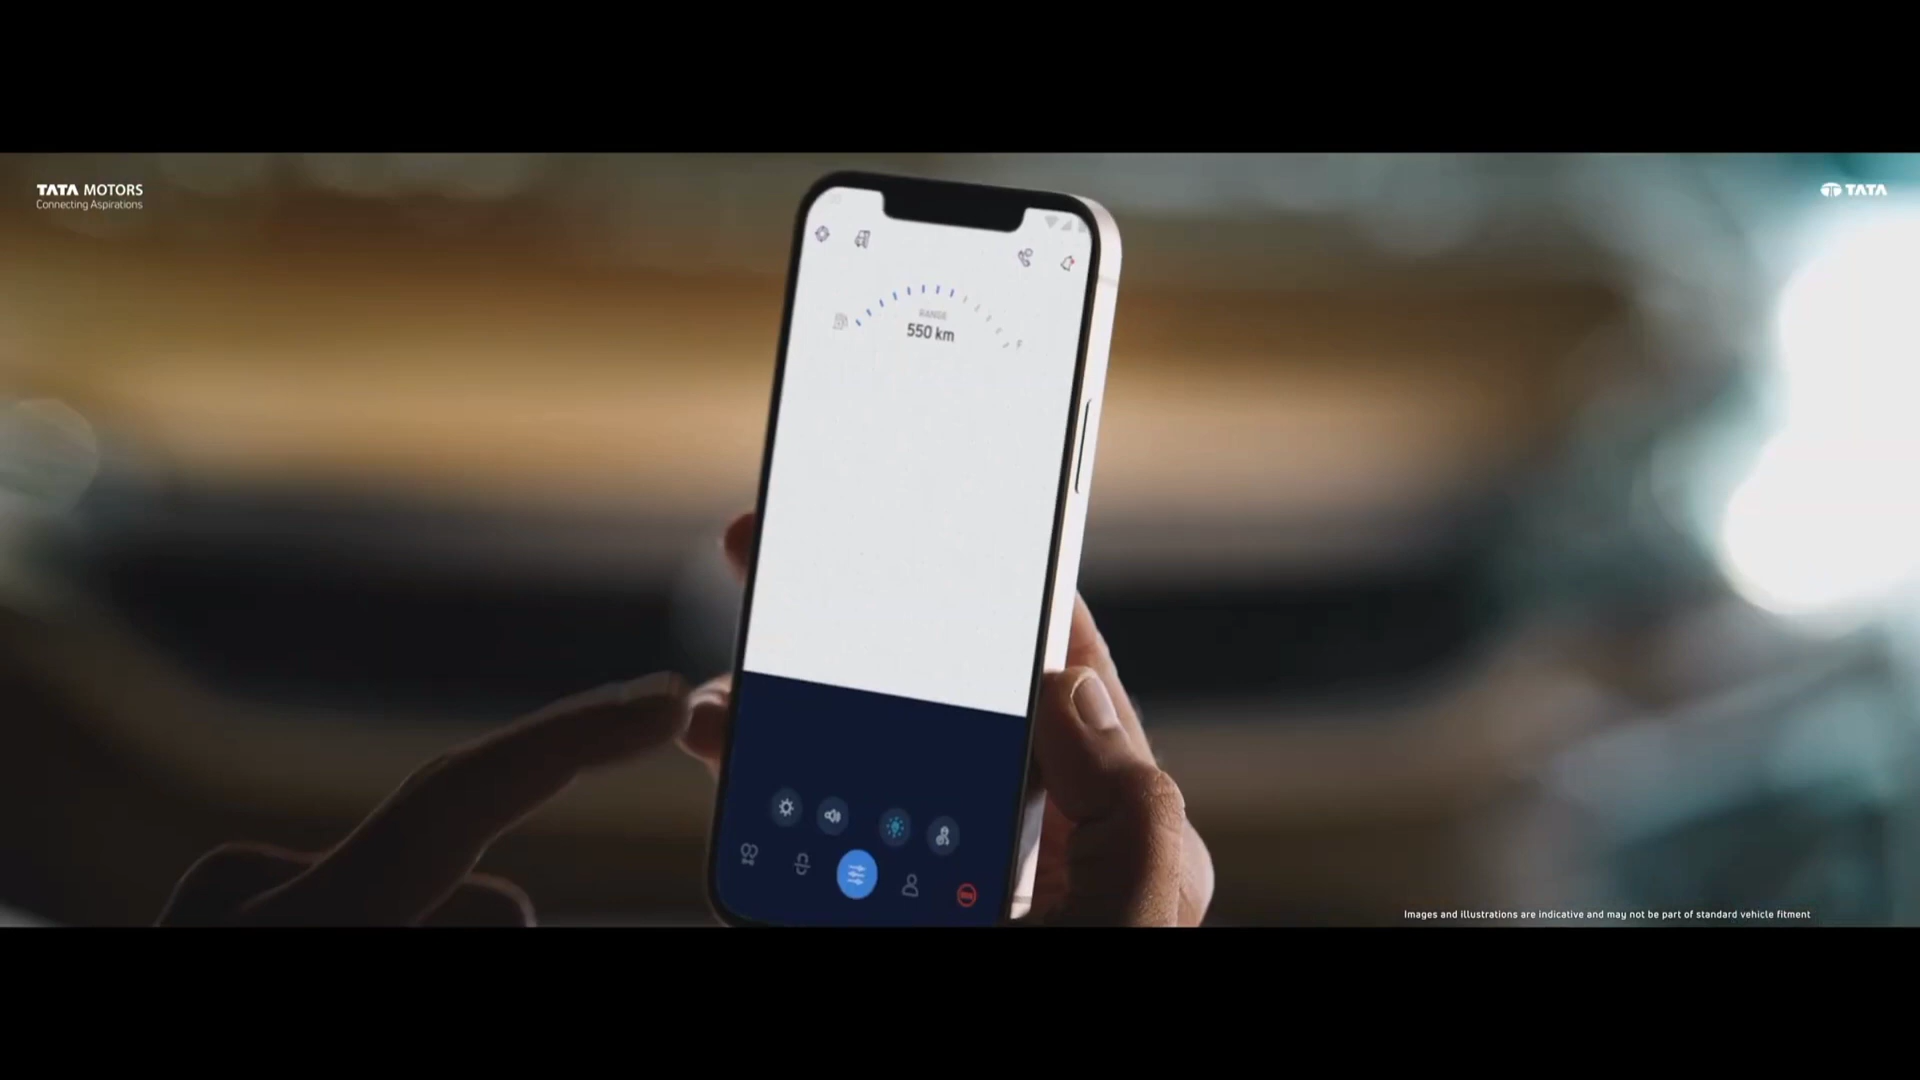 TATA MOTORS
Connecting Aspirations
TATA
RANGE
550 km
F
Images and illustrations are indicative and may not be part of standard vehicle fitment